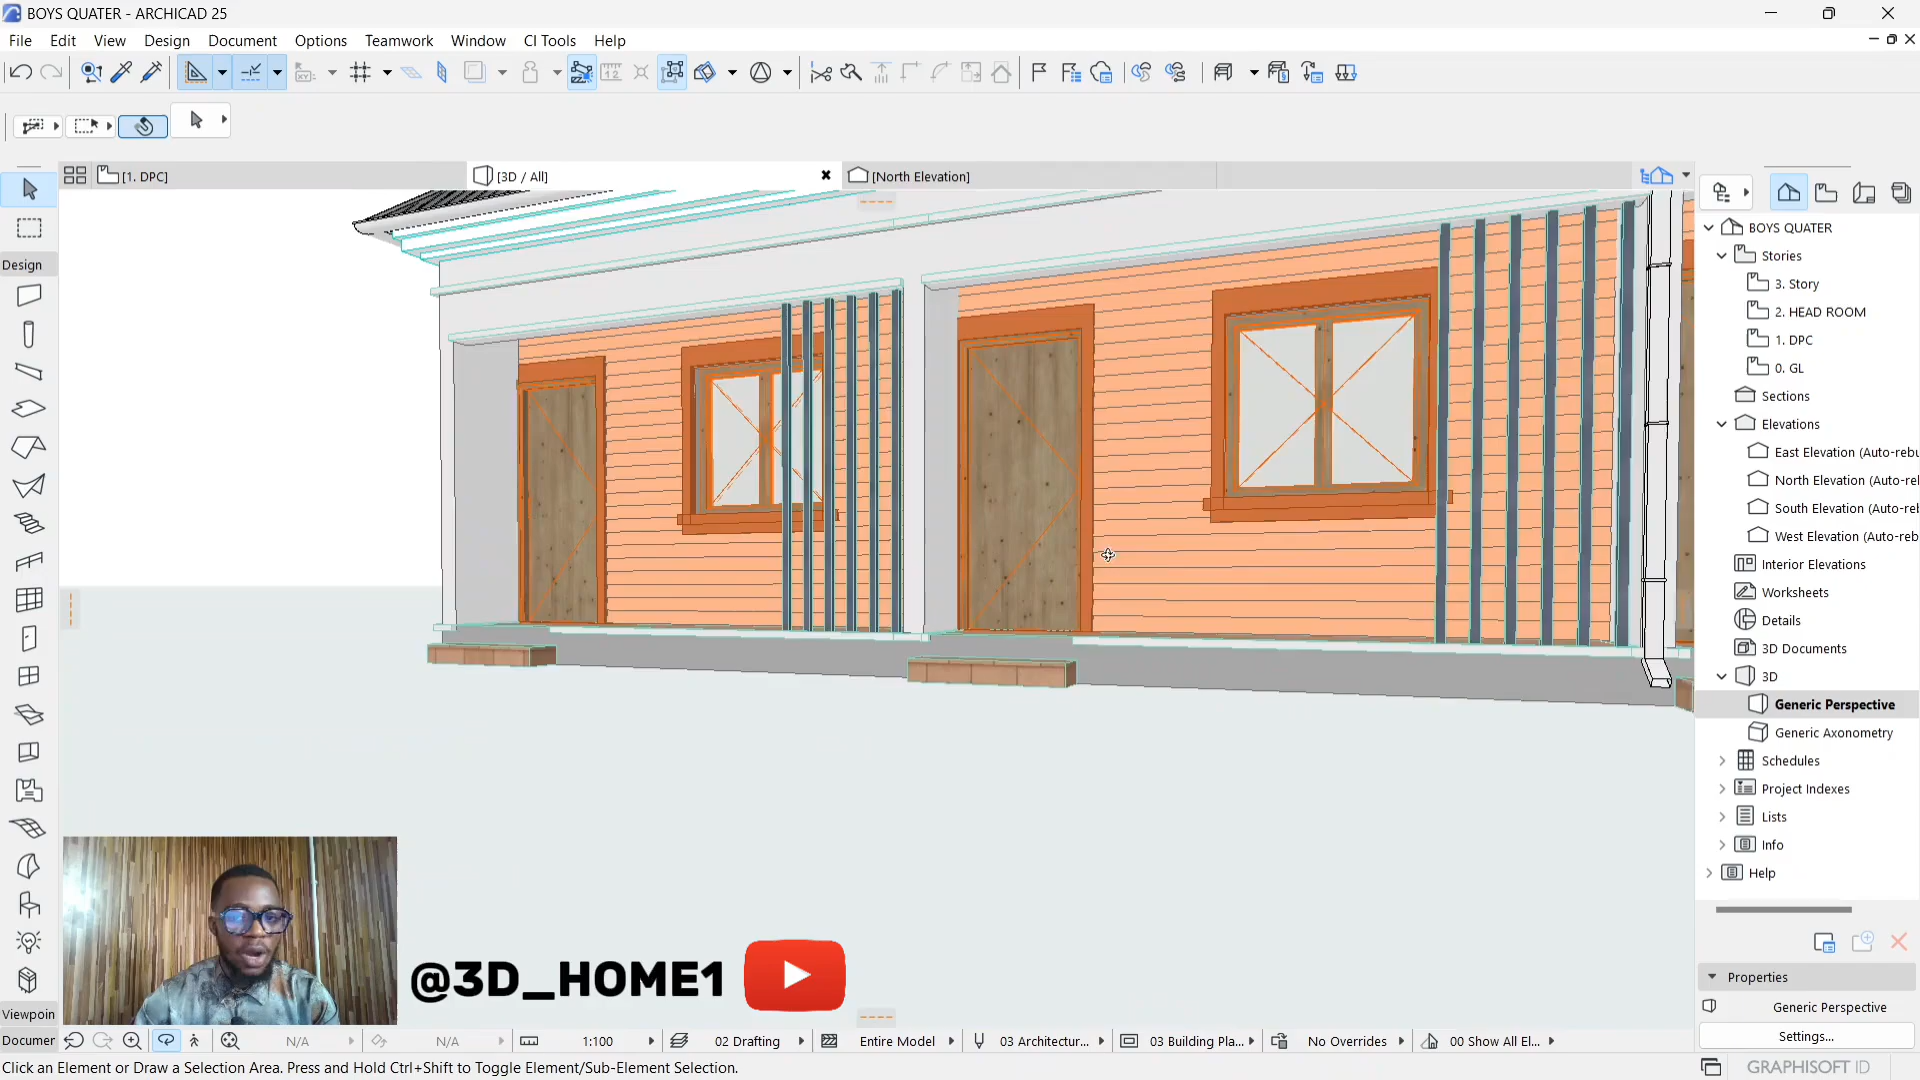 BOYS QUATER - ARCHICAD 25
File Edit View Design Document Options Teamwork Window CI Tools Help
[1. DPC]
[3D / All]
[North Elevation]
Design
Viewpoin
Documer
BOYS QUATER
Stories
3. Story
2. HEAD ROOM
1. DPC
0. GL
Sections
Elevations
East Elevation (Auto-rebu
North Elevation (Auto-rel
South Elevation (Auto-re
West Elevation (Auto-reb
Interior Elevations
Worksheets
Details
3D Documents
3D
Generic Perspective
Generic Axonometry
Schedules
Project Indexes
Lists
Info
Help
Properties
Generic Perspective
Settings...
@3D_HOME1
N/A
N/A
1:100
02 Drafting
Entire Model
03 Architectur...
03 Building Pla...
No Overrides
00 Show All El...
Click an Element or Draw a Selection Area. Press and Hold Ctrl+Shift to Toggle Element/Sub-Element Selection.
GRAPHISOFT ID